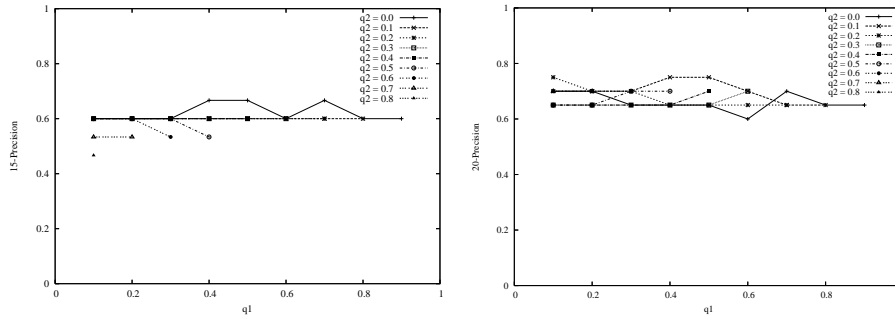 1
0.8
0.6
0.4
0.2
0
0
0.2
0.4
0.6
0.8
1
15-Precision
q1
q2 = 0.0
q2 = 0.1
q2 = 0.2
q2 = 0.3
q2 = 0.4
q2 = 0.5
q2 = 0.6
q2 = 0.7
q2 = 0.8
1
0.8
0.6
0.4
0.2
0
0
0.2
0.4
0.6
0.8
20-Precision
q1
q2 = 0.0
q2 = 0.1
q2 = 0.2
q2 = 0.3
q2 = 0.4
q2 = 0.5
q2 = 0.6
q2 = 0.7
q2 = 0.8